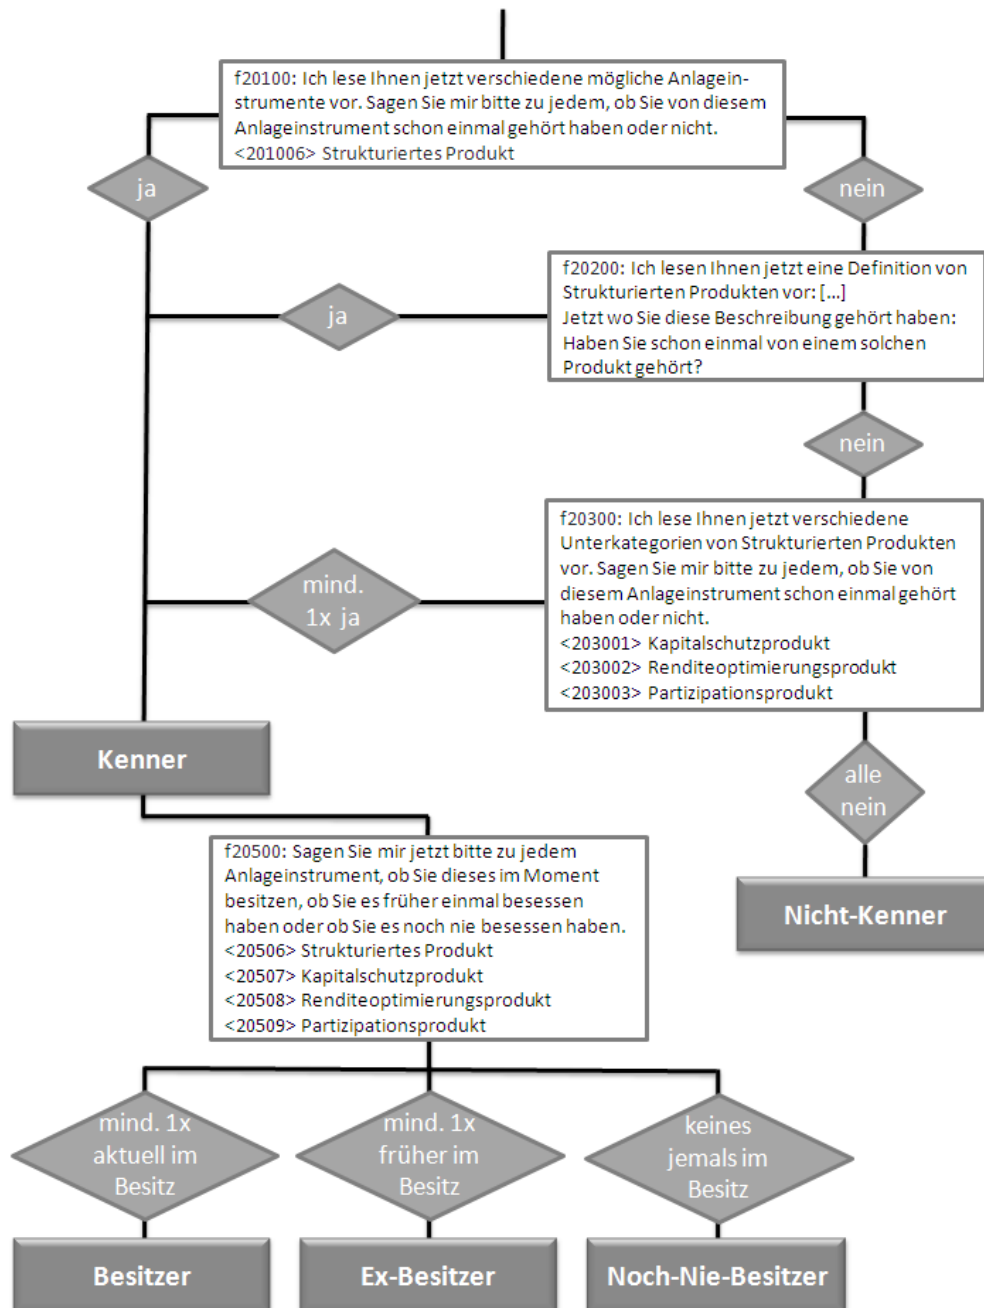 f20100: Ich lese Ihnen jetzt verschiedene mögliche Anlagein-
strumente vor. Sagen Sie mir bitte zu jedem, ob Sie von diesem
Anlageinstrument schon einmal gehört haben oder nicht.
<201006> Strukturiertes Produkt
ja
nein
f20200: Ich lesen Ihnen jetzt eine Definition von
Strukturierten Produkten vor: [...]
Jetzt wo Sie diese Beschreibung gehört haben:
Haben Sie schon einmal von einem solchen
Produkt gehört?
ja
nein
f20300: Ich lese Ihnen jetzt verschiedene
Unterkategorien von Strukturierten Produkten
vor. Sagen Sie mir bitte zu jedem, ob Sie von
diesem Anlageinstrument schon einmal gehört
haben oder nicht.
<203001> Kapitalschutzprodukt
<203002> Renditeoptimierungsprodukt
<203003> Partizipationsprodukt
mind.
1x ja
Kenner
alle
nein
Nicht-Kenner
f20500: Sagen Sie mir jetzt bitte zu jedem
Anlageinstrument, ob Sie dieses im Moment
besitzen, ob Sie es früher einmal besessen
haben oder ob Sie es noch nie besessen haben.
<20506> Strukturiertes Produkt
<20507> Kapitalschutzprodukt
<20508> Renditeoptimierungsprodukt
<20509> Partizipationsprodukt
mind. 1x
aktuell im
Besitz
mind. 1x
früher im
Besitz
keines
jemals im
Besitz
Besitzer
Ex-Besitzer
Noch-Nie-Besitzer